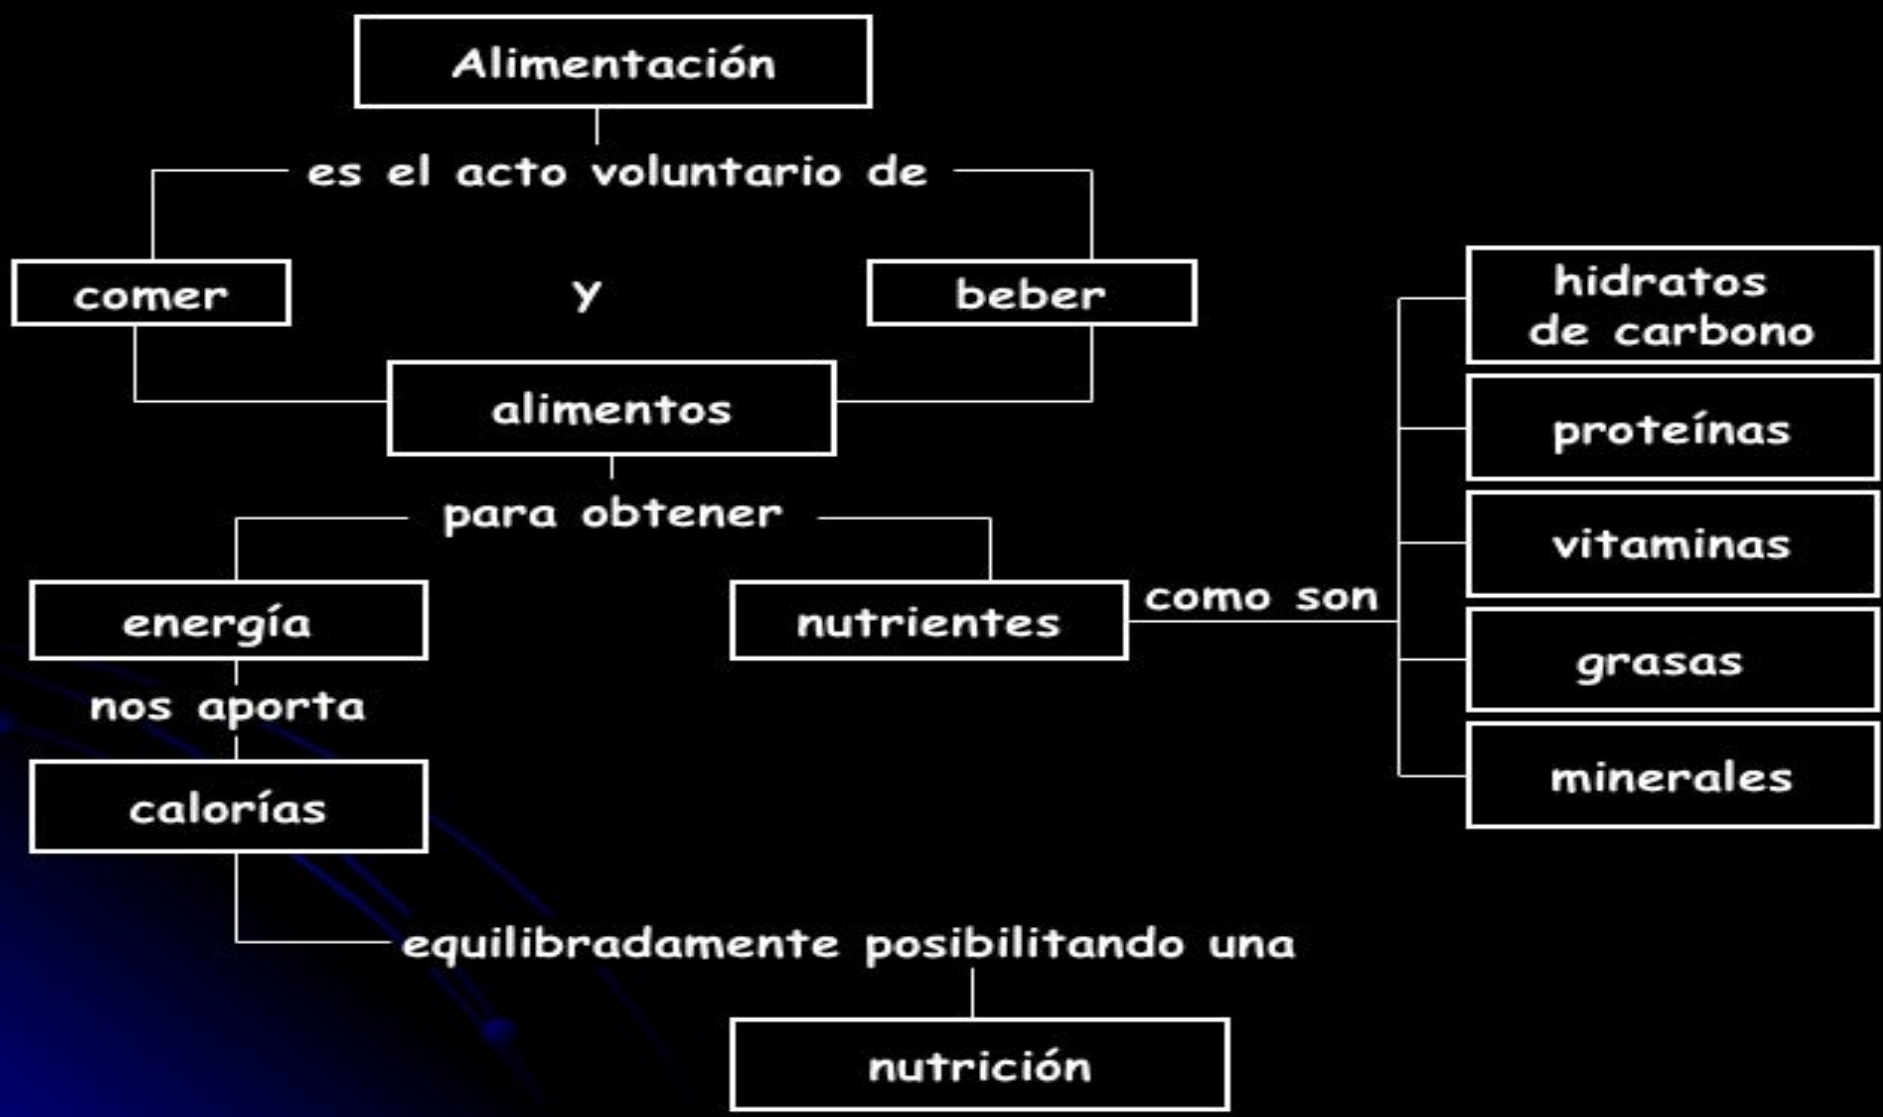 Alimentación
es el acto voluntario de
comer y beber
alimentos
para obtener
energía
nutrientes
como son
hidratos
de carbono
proteínas
vitaminas
grasas
minerales
nos aporta
calorías
equilibradamente posibilitando una
nutrición